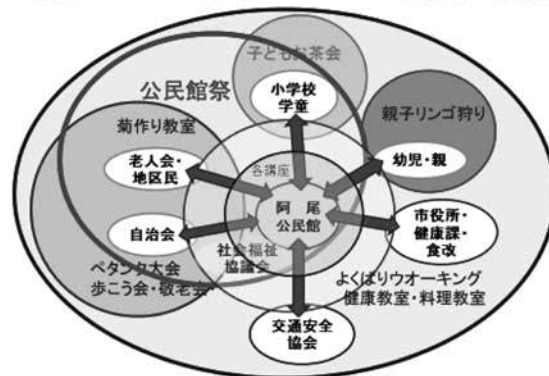 子どもお茶会
小学校
学童
公民館祭
親子リンゴ狩り
菊作り教室
幼児・親
老人会・
地区民
各講座
阿 尾
公民館
市役所・
健康課・
食改
自治会
社会福祉
協議会
ペタンク大会
歩こう会・敬老会
よくばりウオーキング
健康教室・料理教室
交通安全
協会